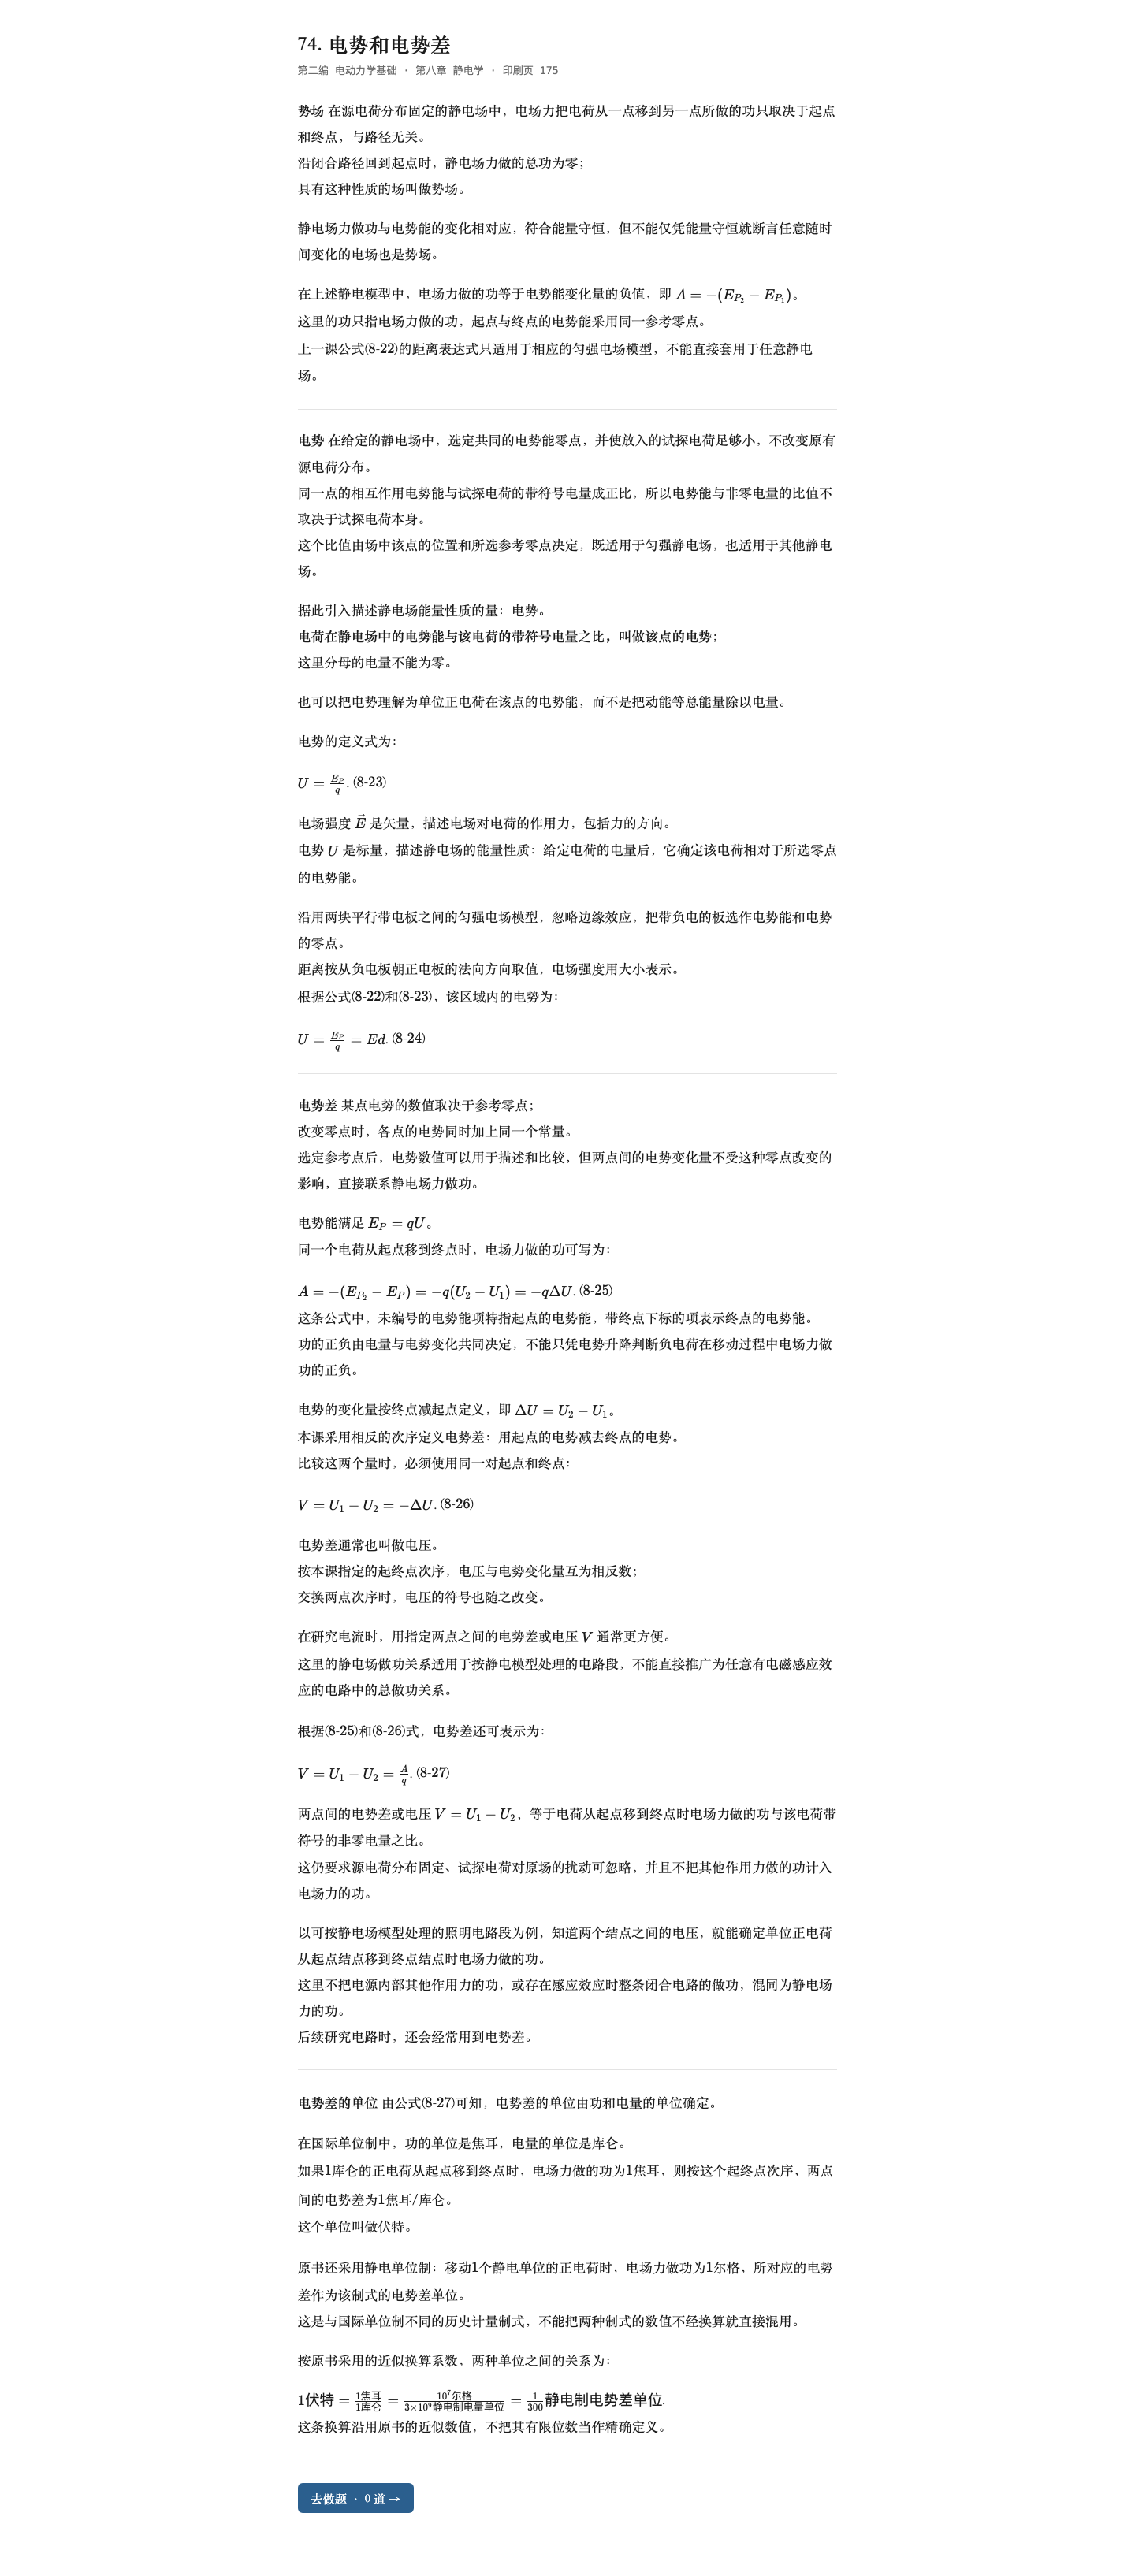 74. 电势和电势差
第二编 电动力学基础 · 第八章 静电学 · 印刷页 175
势场 在源电荷分布固定的静电场中，电场力把电荷从一点移到另一点所做的功只取决于起点
和终点，与路径无关。
沿闭合路径回到起点时，静电场力做的总功为零；
具有这种性质的场叫做势场。
静电场力做功与电势能的变化相对应，符合能量守恒，但不能仅凭能量守恒就断言任意随时
间变化的电场也是势场。
在上述静电模型中，电场力做的功等于电势能变化量的负值，即 $A = -(E_{P_2} - E_{P_1})$。
这里的功只指电场力做的功，起点与终点的电势能采用同一参考零点。
上一课公式(8-22)的距离表达式只适用于相应的匀强电场模型，不能直接套用于任意静电
场。
电势 在给定的静电场中，选定共同的电势能零点，并使放入的试探电荷足够小，不改变原有
源电荷分布。
同一点的相互作用电势能与试探电荷的带符号电量成正比，所以电势能与非零电量的比值不
取决于试探电荷本身。
这个比值由场中该点的位置和所选参考零点决定，既适用于匀强静电场，也适用于其他静电
场。
据此引入描述静电场能量性质的量：电势。
电荷在静电场中的电势能与该电荷的带符号电量之比，叫做该点的电势；
这里分母的电量不能为零。
也可以把电势理解为单位正电荷在该点的电势能，而不是把动能等总能量除以电量。
电势的定义式为：
$U = \frac{E_P}{q}$. (8-23)
电场强度 $\vec{E}$ 是矢量，描述电场对电荷的作用力，包括力的方向。
电势 $U$ 是标量，描述静电场的能量性质：给定电荷的电量后，它确定该电荷相对于所选零点
的电势能。
沿用两块平行带电板之间的匀强电场模型，忽略边缘效应，把带负电的板选作电势能和电势
的零点。
距离按从负电板朝正电板的法向方向取值，电场强度用大小表示。
根据公式(8-22)和(8-23)，该区域内的电势为：
$U = \frac{E_P}{q} = Ed$. (8-24)
电势差 某点电势的数值取决于参考零点；
改变零点时，各点的电势同时加上同一个常量。
选定参考点后，电势数值可以用于描述和比较，但两点间的电势变化量不受这种零点改变的
影响，直接联系静电场力做功。
电势能满足 $E_P = qU$。
同一个电荷从起点移到终点时，电场力做的功可写为：
$A = -(E_{P_2} - E_P) = -q(U_2 - U_1) = -q\Delta U$. (8-25)
这条公式中，未编号的电势能项特指起点的电势能，带终点下标的项表示终点的电势能。
功的正负由电量与电势变化共同决定，不能只凭电势升降判断负电荷在移动过程中电场力做
功的正负。
电势的变化量按终点减起点定义，即 $\Delta U = U_2 - U_1$。
本课采用相反的次序定义电势差：用起点的电势减去终点的电势。
比较这两个量时，必须使用同一对起点和终点：
$V = U_1 - U_2 = -\Delta U$. (8-26)
电势差通常也叫做电压。
按本课指定的起终点次序，电压与电势变化量互为相反数；
交换两点次序时，电压的符号也随之改变。
在研究电流时，用指定两点之间的电势差或电压 $V$ 通常更方便。
这里的静电场做功关系适用于按静电模型处理的电路段，不能直接推广为任意有电磁感应效
应的电路中的总做功关系。
根据(8-25)和(8-26)式，电势差还可表示为：
$V = U_1 - U_2 = \frac{A}{q}$. (8-27)
两点间的电势差或电压 $V = U_1 - U_2$，等于电荷从起点移到终点时电场力做的功与该电荷带
符号的非零电量之比。
这仍要求源电荷分布固定、试探电荷对原场的扰动可忽略，并且不把其他作用力做的功计入
电场力的功。
以可按静电场模型处理的照明电路段为例，知道两个结点之间的电压，就能确定单位正电荷
从起点结点移到终点结点时电场力做的功。
这里不把电源内部其他作用力的功，或存在感应效应时整条闭合电路的做功，混同为静电场
力的功。
后续研究电路时，还会经常用到电势差。
电势差的单位 由公式(8-27)可知，电势差的单位由功和电量的单位确定。
在国际单位制中，功的单位是焦耳，电量的单位是库仑。
如果1库仑的正电荷从起点移到终点时，电场力做的功为1焦耳，则按这个起终点次序，两点
间的电势差为1焦耳/库仑。
这个单位叫做伏特。
原书还采用静电单位制：移动1个静电单位的正电荷时，电场力做功为1尔格，所对应的电势
差作为该制式的电势差单位。
这是与国际单位制不同的历史计量制式，不能把两种制式的数值不经换算就直接混用。
按原书采用的近似换算系数，两种单位之间的关系为：
$1伏特 = \frac{1焦耳}{1库仑} = \frac{10^7尔格}{3×10^9静电制电量单位} = \frac{1}{300}静电制电势差单位$.
这条换算沿用原书的近似数值，不把其有限位数当作精确定义。
去做题 · 0 道 →